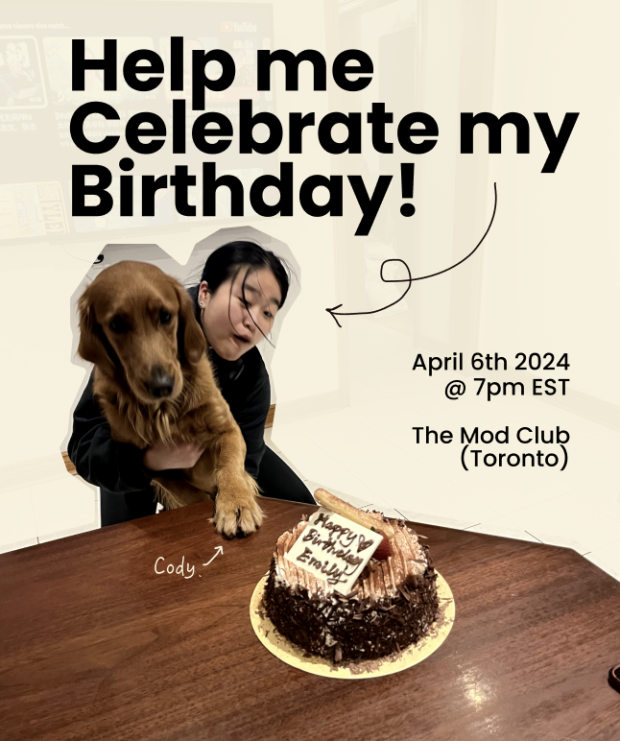 Help me
Celebrate my
Birthday!
April 6th 2024
@ 7pm EST
The Mod Club
(Toronto)
Cody
Happy
Birthday
Emily